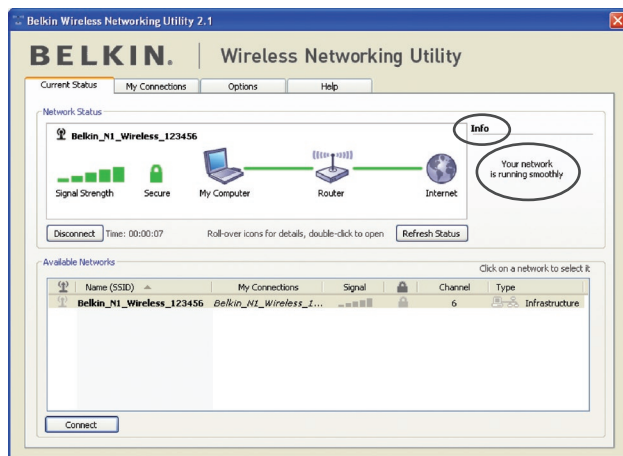 Belkin Wireless Networking Utility 2.1
BELKIN. Wireless Networking Utility
Current Status My Connections Options Help
Network Status
Belkin_N1_Wireless_123456
Info
Your network
is running smoothly
Signal Strength Secure My Computer Router Internet
Disconnect Time: 00:00:07 Roll-over icons for details, double-click to open Refresh Status
Available Networks
Click on a network to select it
Name (SSID) My Connections Signal Channel Type
Belkin_N1_Wireless_123456 Belkin_N1_Wireless_1... 6 Infrastructure
Connect